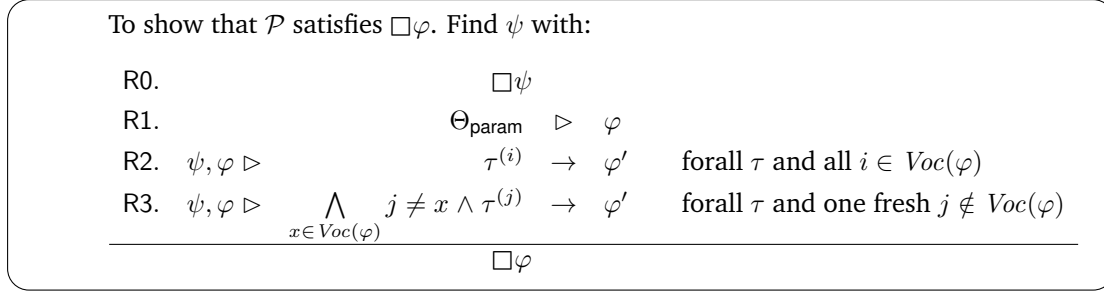 To show that 𝒫 satisfies □φ. Find ψ with:
R0. □ψ
R1. Θ_param ▷ φ
R2. ψ, φ ▷ τ^(i) → φ′ forall τ and all i ∈ Voc(φ)
R3. ψ, φ ▷ ⋀_{x∈Voc(φ)} j ≠ x ∧ τ^(j) → φ′ forall τ and one fresh j ∉ Voc(φ)
□φ